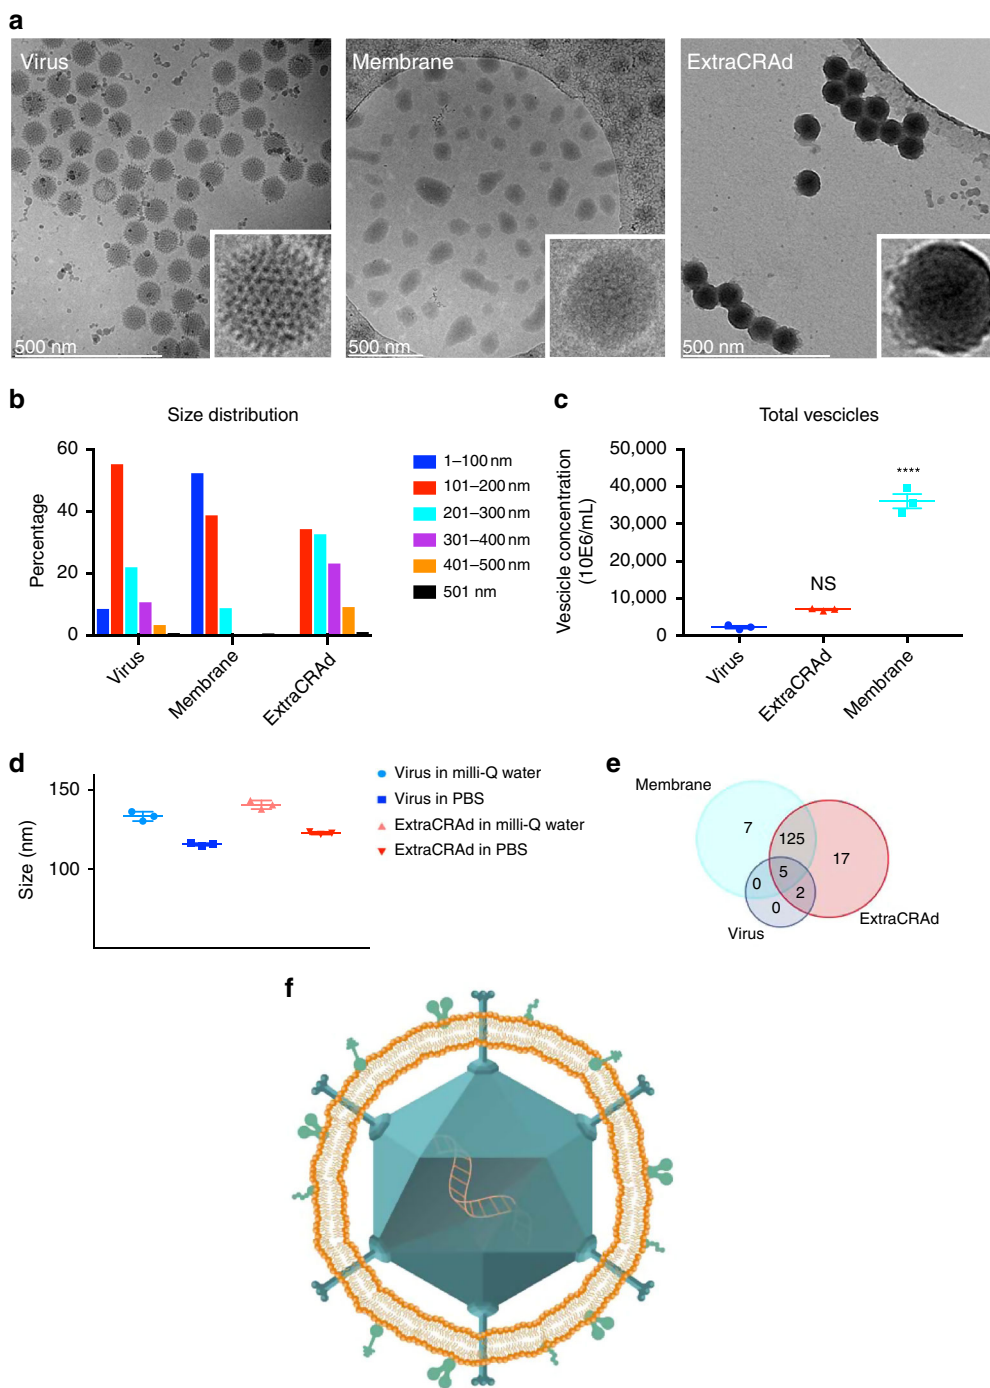 a
Virus
Membrane
ExtraCRAd
500 nm
500 nm
500 nm
b
Size distribution
60
40
20
0
Percentage
Virus
Membrane
ExtraCRAd
1–100 nm
101–200 nm
201–300 nm
301–400 nm
401–500 nm
501 nm
c
Total vescicles
50,000
40,000
30,000
20,000
10,000
0
Vescicle concentration
(10E6/mL)
NS
****
Virus
ExtraCRAd
Membrane
d
150
100
Size (nm)
Virus in milli-Q water
Virus in PBS
ExtraCRAd in milli-Q water
ExtraCRAd in PBS
e
Membrane
7
125
17
5
0
2
0
Virus
ExtraCRAd
f